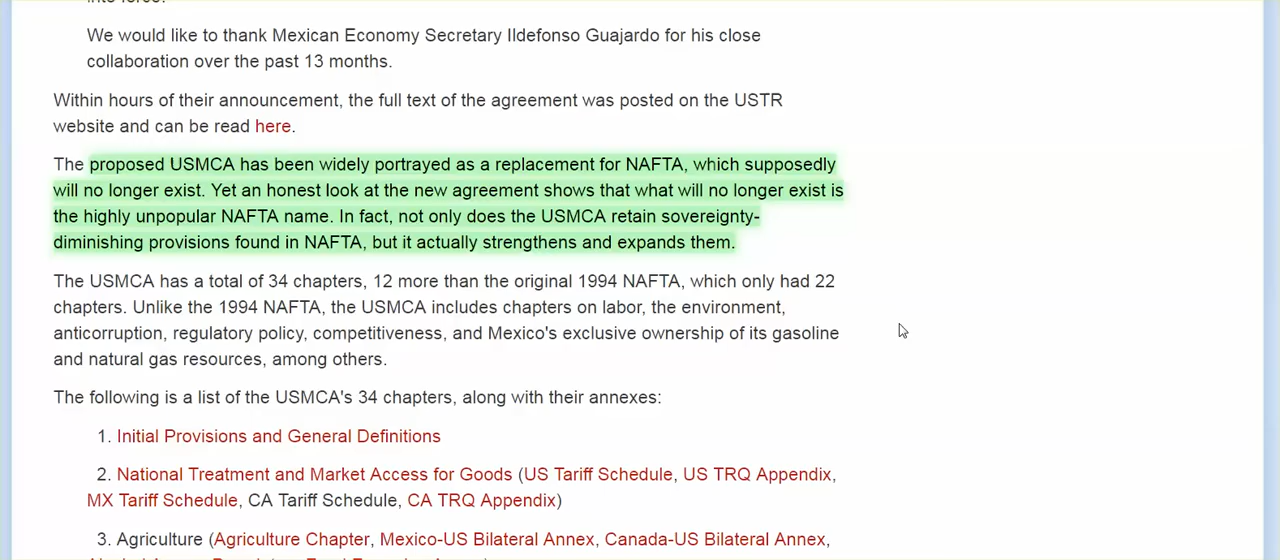 We would like to thank Mexican Economy Secretary Ildefonso Guajardo for his close
collaboration over the past 13 months.
Within hours of their announcement, the full text of the agreement was posted on the USTR
website and can be read here.
The proposed USMCA has been widely portrayed as a replacement for NAFTA, which supposedly
will no longer exist. Yet an honest look at the new agreement shows that what will no longer exist is
the highly unpopular NAFTA name. In fact, not only does the USMCA retain sovereignty-
diminishing provisions found in NAFTA, but it actually strengthens and expands them.
The USMCA has a total of 34 chapters, 12 more than the original 1994 NAFTA, which only had 22
chapters. Unlike the 1994 NAFTA, the USMCA includes chapters on labor, the environment,
anticorruption, regulatory policy, competitiveness, and Mexico's exclusive ownership of its gasoline
and natural gas resources, among others.
The following is a list of the USMCA's 34 chapters, along with their annexes:
1. Initial Provisions and General Definitions
2. National Treatment and Market Access for Goods (US Tariff Schedule, US TRQ Appendix,
MX Tariff Schedule, CA Tariff Schedule, CA TRQ Appendix)
3. Agriculture (Agriculture Chapter, Mexico-US Bilateral Annex, Canada-US Bilateral Annex,